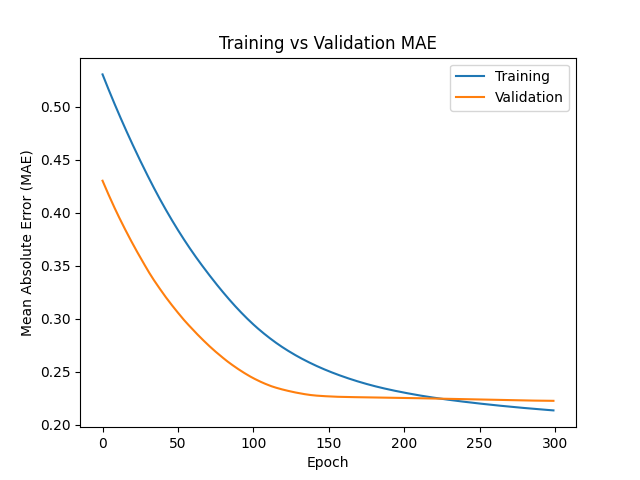 Training vs Validation MAE
Training
Validation
Mean Absolute Error (MAE)
0.50
0.45
0.40
0.35
0.30
0.25
0.20
0 50 100 150 200 250 300
Epoch